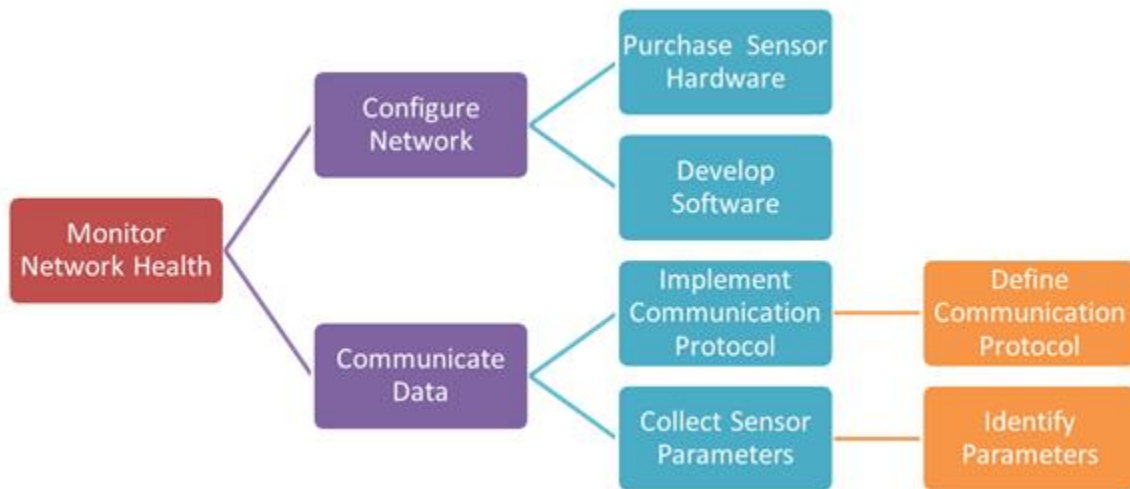 Purchase Sensor
Hardware
Configure
Network
Develop
Software
Monitor
Network Health
Implement
Communication
Protocol
Define
Communication
Protocol
Communicate
Data
Collect Sensor
Parameters
Identify
Parameters